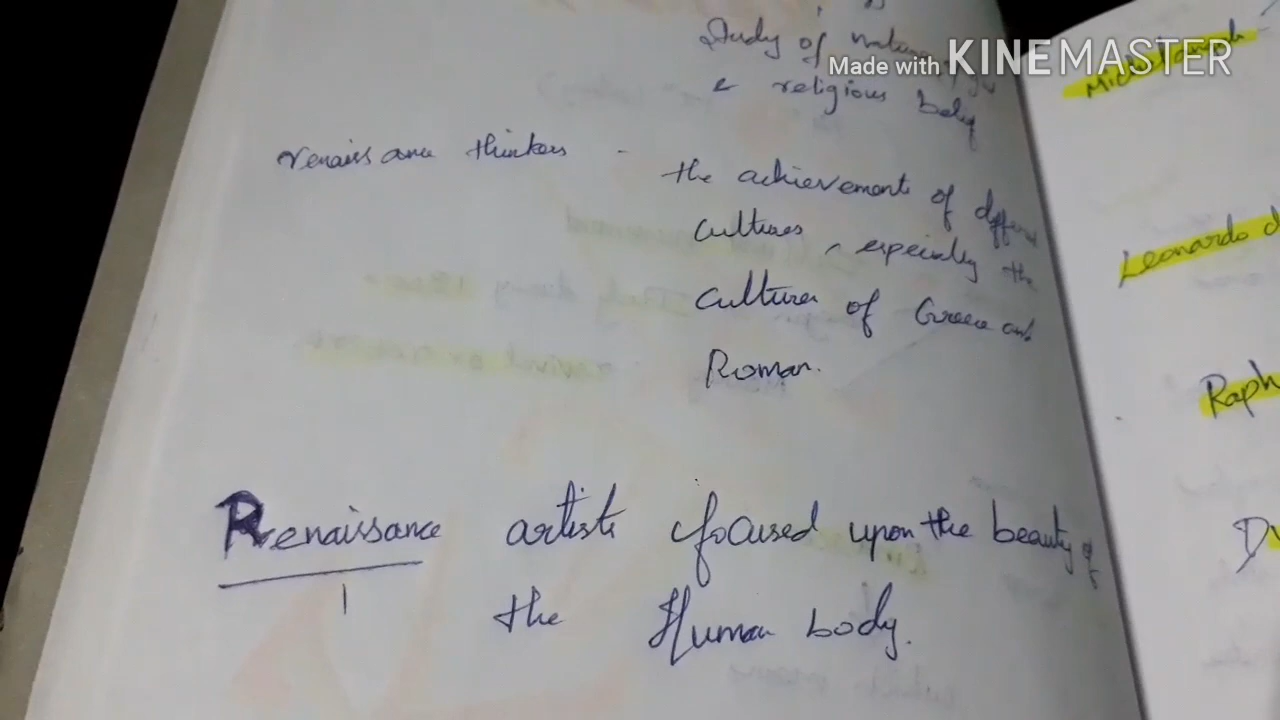 Study of
Made with KINEMASTER
& religious body
renaissance thinkers - the achievements of different
cultures, especially the
cultures of Greece and
Roman.
Renaissance artists focused upon the beauty of
the Human body.
Leonardo d
Raph